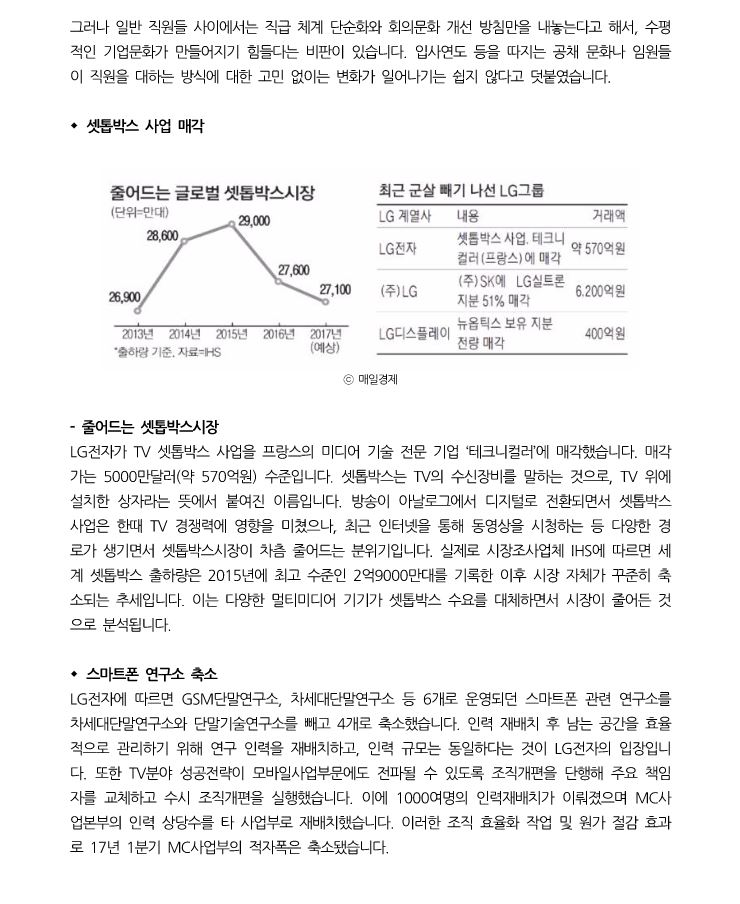 그러나 일반 직원들 사이에서는 직급 체계 단순화와 회의문화 개선 방침만을 내놓는다고 해서, 수평
적인 기업문화가 만들어지기 힘들다는 비판이 있습니다. 입사연도 등을 따지는 공채 문화나 임원들
이 직원을 대하는 방식에 대한 고민 없이는 변화가 일어나기는 쉽지 않다고 덧붙였습니다.
◆ 셋톱박스 사업 매각
줄어드는 글로벌 셋톱박스시장
(단위=만대)
29,000
28,600
27,600
27,100
26,900
2013년 2014년 2015년 2016년 2017년
(예상)
*출하량 기준, 자료=IHS
최근 군살 빼기 나선 LG그룹
LG 계열사 내용 거래액
LG전자 셋톱박스 사업, 테크니 약 570억원
컬러(프랑스)에 매각
(주)LG (주)SK에 LG실트론 6,200억원
지분 51% 매각
LG디스플레이 뉴옵틱스 보유 지분 400억원
전량 매각
ⓒ 매일경제
- 줄어드는 셋톱박스시장
LG전자가 TV 셋톱박스 사업을 프랑스의 미디어 기술 전문 기업 ‘테크니컬러’에 매각했습니다. 매각
가는 5000만달러(약 570억원) 수준입니다. 셋톱박스는 TV의 수신장비를 말하는 것으로, TV 위에
설치한 상자라는 뜻에서 붙여진 이름입니다. 방송이 아날로그에서 디지털로 전환되면서 셋톱박스
사업은 한때 TV 경쟁력에 영향을 미쳤으나, 최근 인터넷을 통해 동영상을 시청하는 등 다양한 경
로가 생기면서 셋톱박스시장이 차츰 줄어드는 분위기입니다. 실제로 시장조사업체 IHS에 따르면 세
계 셋톱박스 출하량은 2015년에 최고 수준인 2억9000만대를 기록한 이후 시장 자체가 꾸준히 축
소되는 추세입니다. 이는 다양한 멀티미디어 기기가 셋톱박스 수요를 대체하면서 시장이 줄어든 것
으로 분석됩니다.
◆ 스마트폰 연구소 축소
LG전자에 따르면 GSM단말연구소, 차세대단말연구소 등 6개로 운영되던 스마트폰 관련 연구소를
차세대단말연구소와 단말기술연구소를 빼고 4개로 축소했습니다. 인력 재배치 후 남는 공간을 효율
적으로 관리하기 위해 연구 인력을 재배치하고, 인력 규모는 동일하다는 것이 LG전자의 입장입니
다. 또한 TV분야 성공전략이 모바일사업부문에도 전파될 수 있도록 조직개편을 단행해 주요 책임
자를 교체하고 수시 조직개편을 실행했습니다. 이에 1000여명의 인력재배치가 이뤄졌으며 MC사
업본부의 인력 상당수를 타 사업부로 재배치했습니다. 이러한 조직 효율화 작업 및 원가 절감 효과
로 17년 1분기 MC사업부의 적자폭은 축소됐습니다.